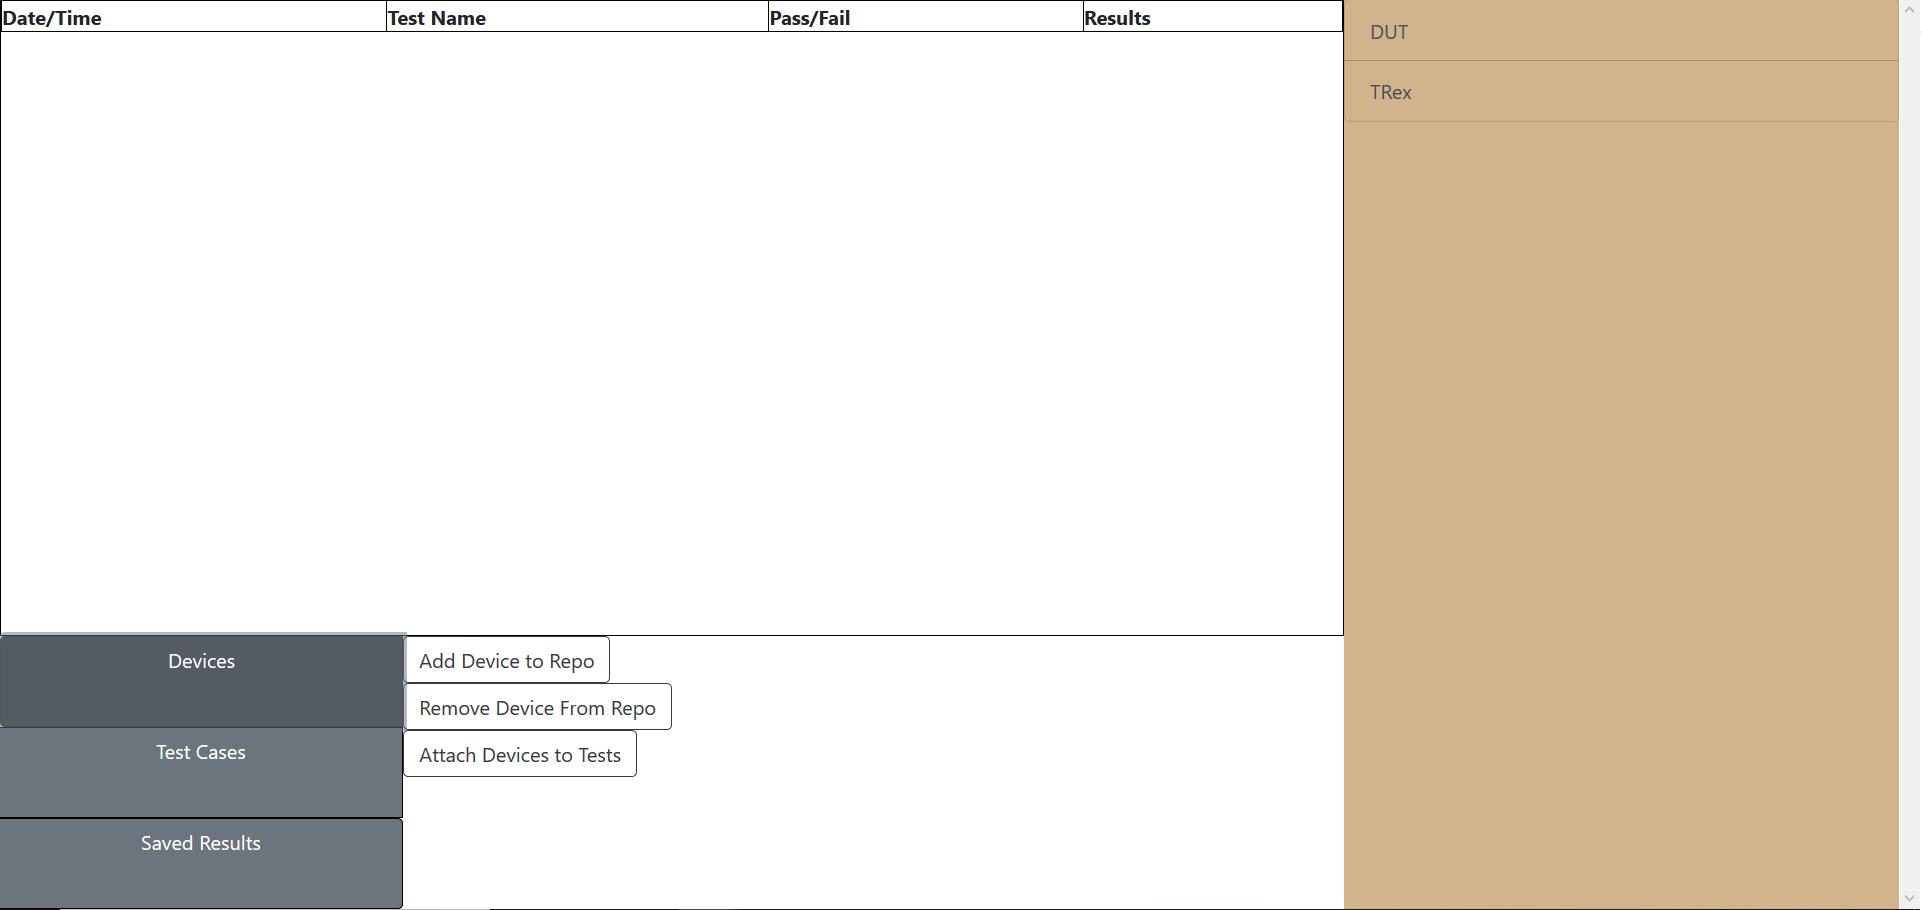 Date/Time Test Name Pass/Fail Results
DUT
TRex
Devices
Add Device to Repo
Remove Device From Repo
Test Cases
Attach Devices to Tests
Saved Results